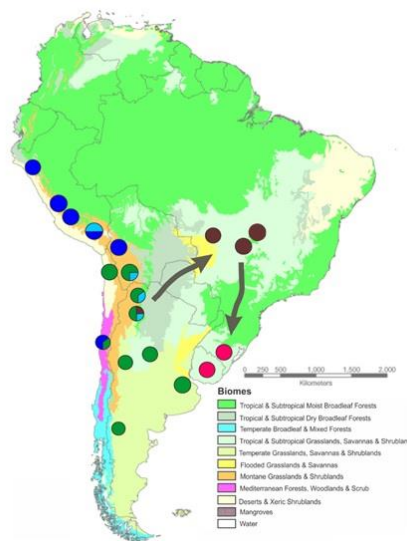 0 250 500 1,000 1,500 2,000
Kilometers
Biomes
Tropical & Subtropical Moist Broadleaf Forests
Tropical & Subtropical Dry Broadleaf Forests
Temperate Broadleaf & Mixed Forests
Tropical & Subtropical Grasslands, Savannas & Shrublan
Temperate Grasslands, Savannas & Shrublands
Flooded Grasslands & Savannas
Montane Grasslands & Shrublands
Mediterranean Forests, Woodlands & Scrub
Deserts & Xeric Shrublands
Mangroves
Water